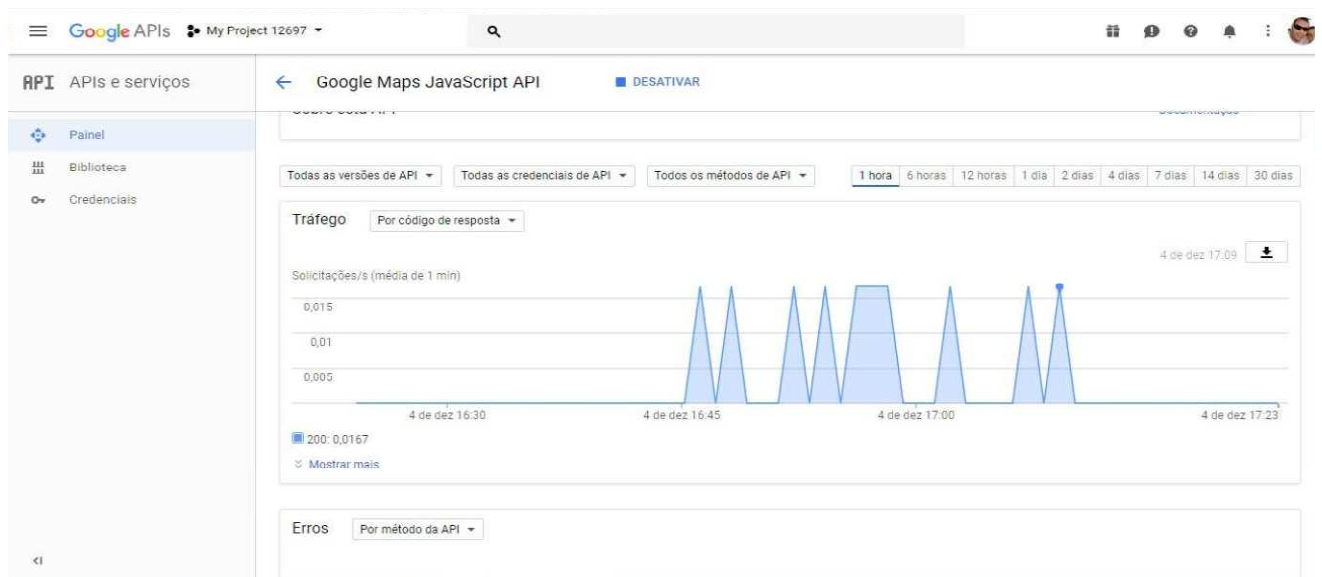 Google APIs My Project 12697
API APIs e serviços
Google Maps JavaScript API DESATIVAR
Painel
Biblioteca
Credenciais
Todas as versões de API Todas as credenciais de API Todos os métodos de API 1 hora 6 horas 12 horas 1 dia 2 dias 4 dias 7 dias 14 dias 30 dias
Tráfego Por código de resposta
4 de dez 17:09
Solicitações/s (média de 1 min)
0,015
0,01
0,005
4 de dez 16:30 4 de dez 16:45 4 de dez 17:00 4 de dez 17:23
200: 0,0167
Mostrar mais
Erros Por método da API